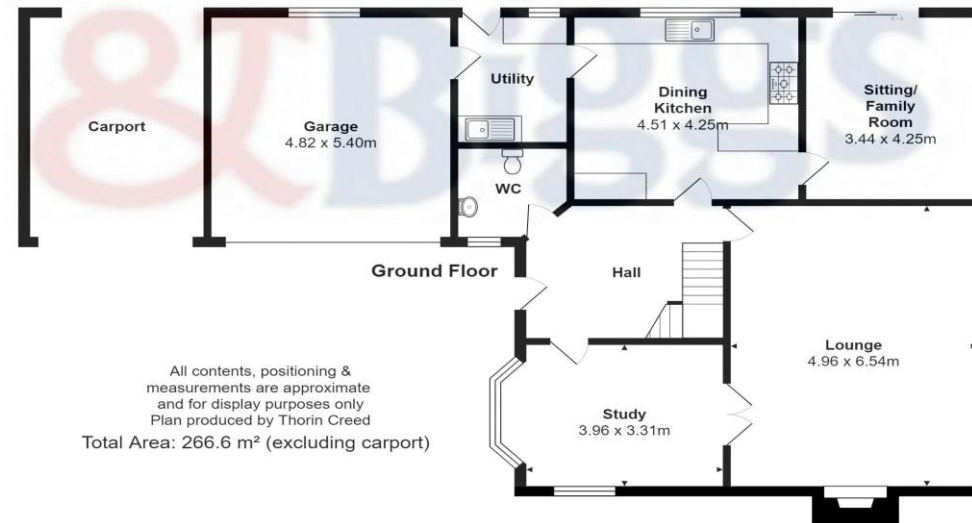 & Biggs
Carport
Garage
4.82 x 5.40m
Utility
WC
Dining
Kitchen
4.51 x 4.25m
Sitting/
Family
Room
3.44 x 4.25m
Ground Floor
Hall
Lounge
4.96 x 6.54m
Study
3.96 x 3.31m
All contents, positioning &
measurements are approximate
and for display purposes only
Plan produced by Thorin Creed
Total Area: 266.6 m² (excluding carport)